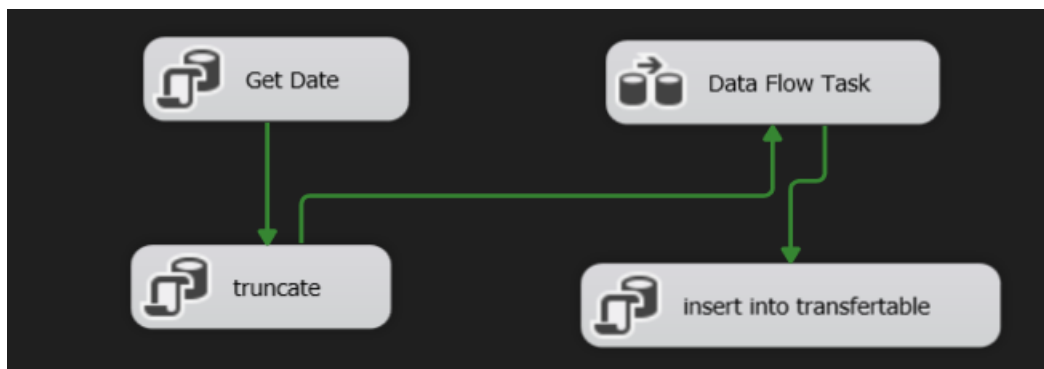 Get Date
Data Flow Task
truncate
insert into transfertable